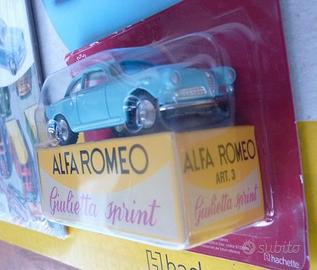 ALFA ROMEO
Giulietta sprint
ALFA ROMEO
ART. 3
Giulietta sprint
subito
hachette